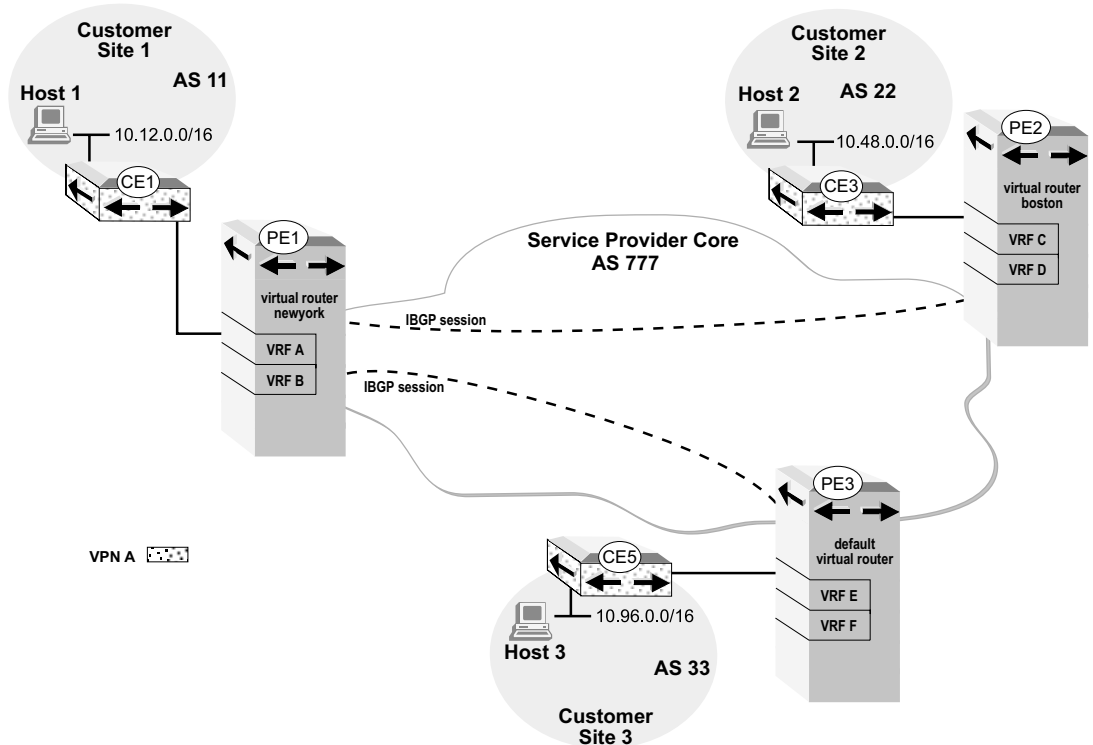 Customer
Site 1
AS 11
Host 1
10.12.0.0/16
CE1
Customer
Site 2
AS 22
Host 2
10.48.0.0/16
CE3
PE2
virtual router
boston
VRF C
VRF D
PE1
virtual router
newyork
VRF A
VRF B
Service Provider Core
AS 777
IBGP session
IBGP session
PE3
default
virtual router
VRF E
VRF F
VPN A
CE5
10.96.0.0/16
Host 3
AS 33
Customer
Site 3